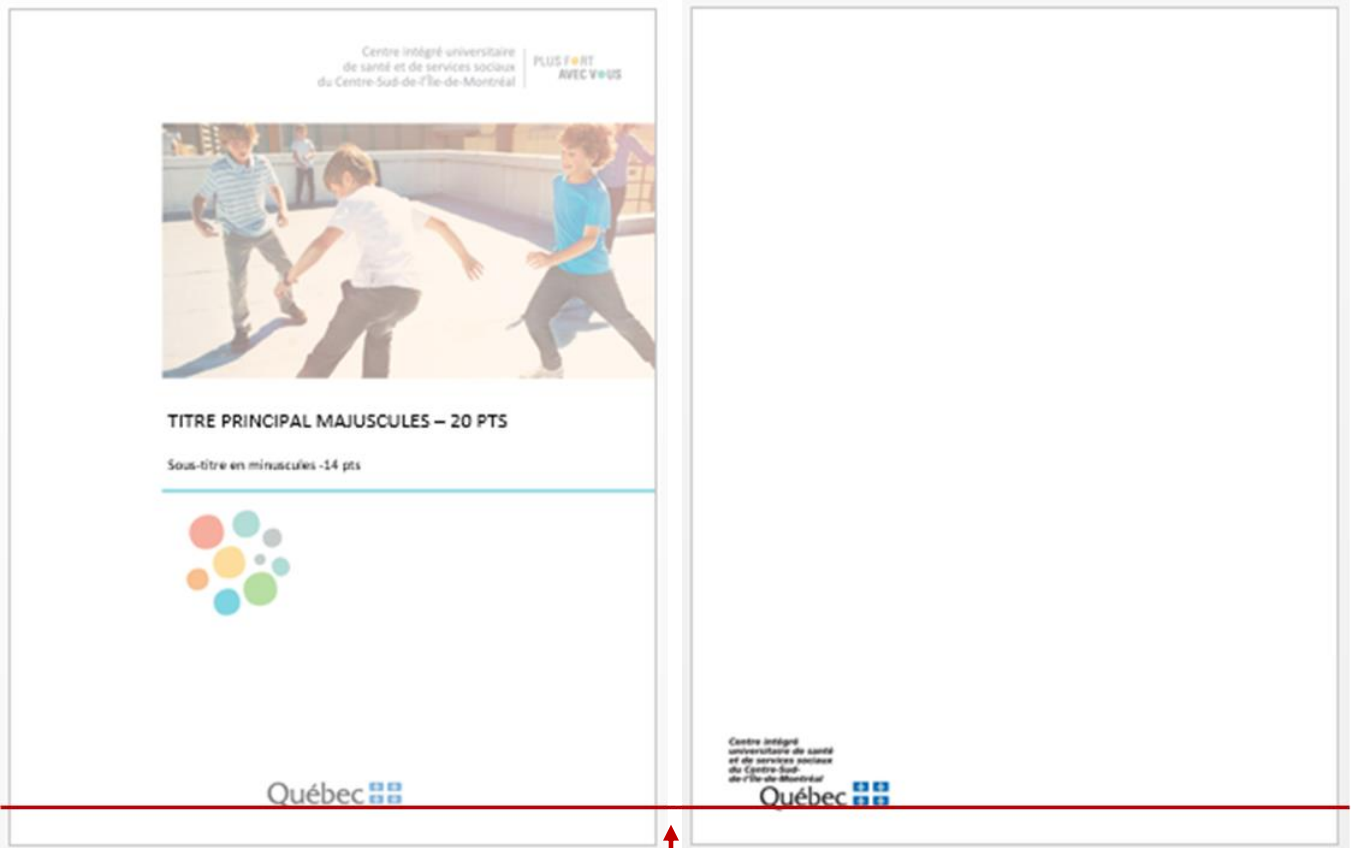 Centre intégré universitaire
de santé et de services sociaux
du Centre-Sud-de-l'Île-de-Montréal
PLUS FORT
AVEC VOUS
TITRE PRINCIPAL MAJUSCULES – 20 PTS
Sous-titre en minuscules -14 pts
Québec
Centre intégré
universitaire de santé
et de services sociaux
du Centre-Sud-
de-l'Île-de-Montréal
Québec